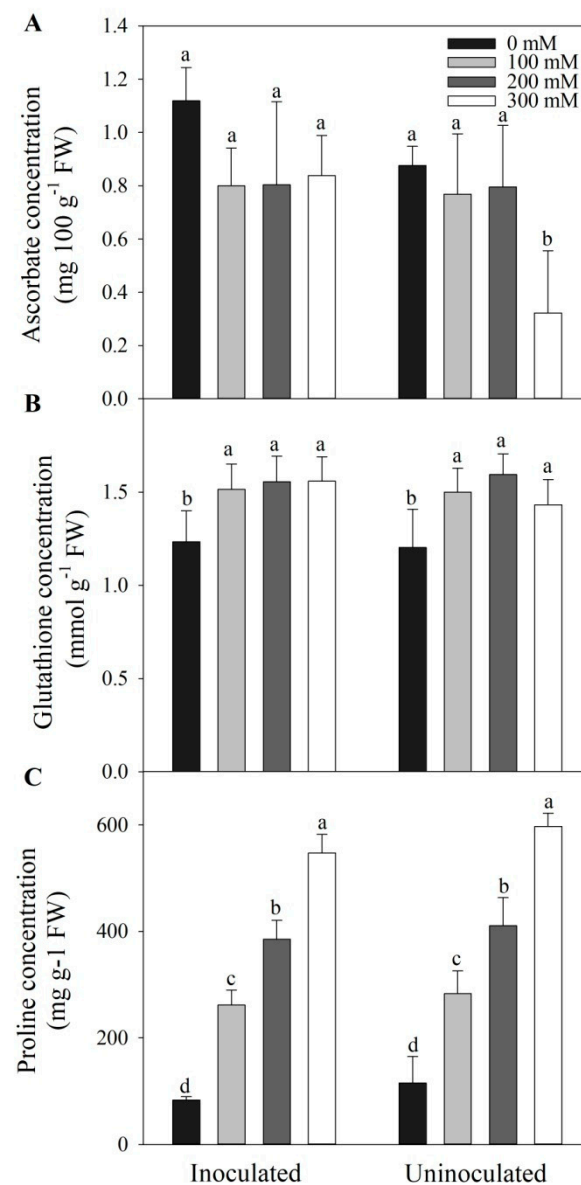 A
1.4
1.2
1.0
0.8
0.6
0.4
0.2
0.0
Ascorbate concentration
(mg 100 g⁻¹ FW)
0 mM
100 mM
200 mM
300 mM
a
a
a
a
a
a
a
b
B
1.5
1.0
0.5
0.0
Glutathione concentration
(mmol g⁻¹ FW)
b
a
a
a
b
a
a
a
C
600
400
200
0
Proline concentration
(mg g-1 FW)
d
c
b
a
d
c
b
a
Inoculated Uninoculated